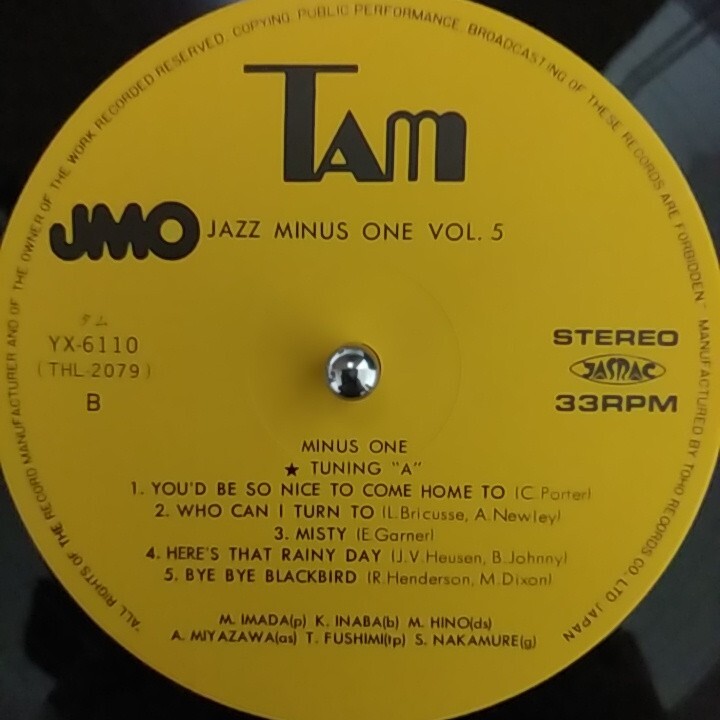 "ALL RIGHTS OF THE RECORD MANUFACTURER AND OF THE OWNER OF THE WORK RECORDED RESERVED. COPYING PUBLIC PERFORMANCE BROADCASTING OF THESE RECORDS ARE FORBIDDEN" MANUFACTURED BY TOHO RECORDS CO., LTD JAPAN
TAM
JMO JAZZ MINUS ONE VOL. 5
タム
YX-6110
(THL-2079)
B
STEREO
JASRAC
33RPM
MINUS ONE
★ TUNING "A"
1. YOU'D BE SO NICE TO COME HOME TO (C. Porter)
2. WHO CAN I TURN TO (L. Bricusse, A. Newley)
3. MISTY (E. Garner)
4. HERE'S THAT RAINY DAY (J.V. Heusen, B. Johnny)
5. BYE BYE BLACKBIRD (R. Henderson, M. Dixon)
M. IMADA(p) K. INABA(b) M. HINO(ds)
A. MIYAZAWA(as) T. FUSHIMI(tp) S. NAKAMURE(g)